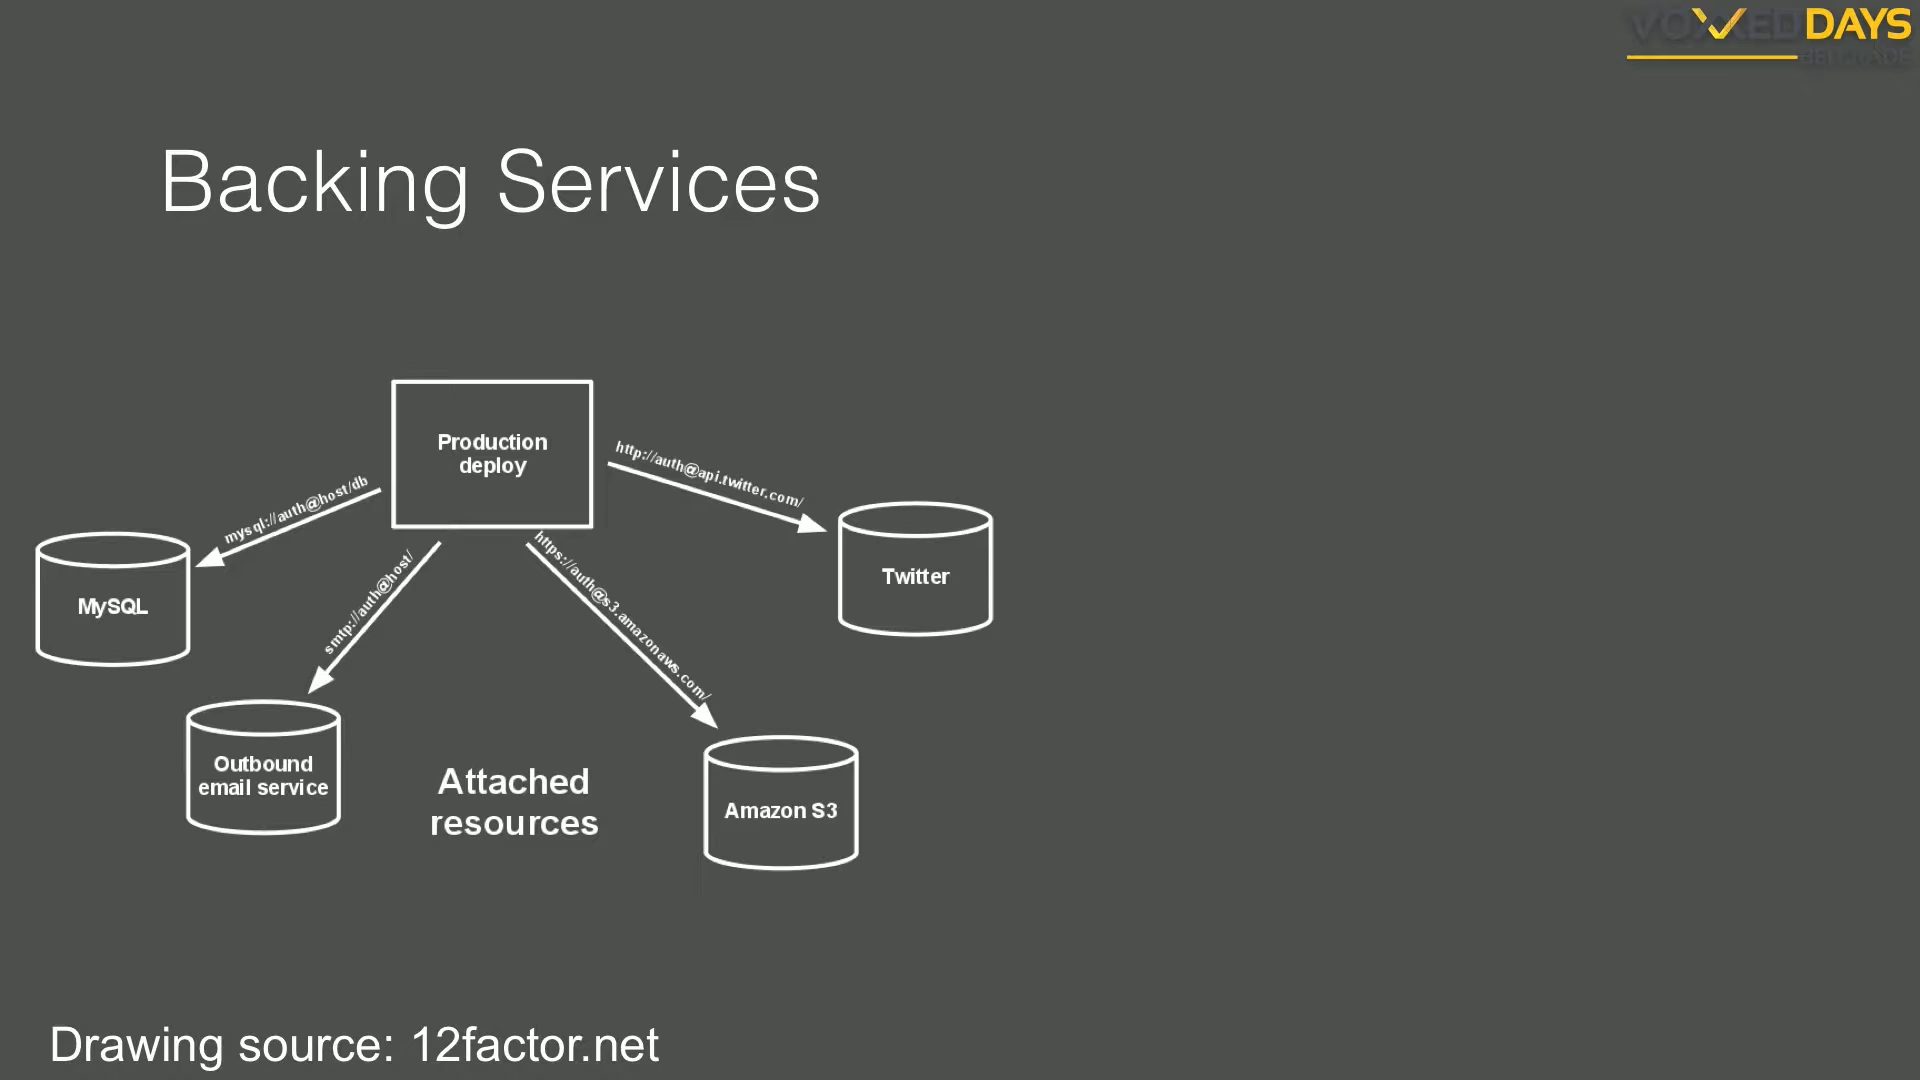 VOXXED DAYS
BELGRADE
Backing Services
Production
deploy
http://auth@api.twitter.com/
mysql://auth@host/db
smtp://auth@host/
https://auth@s3.amazonaws.com/
Twitter
MySQL
Outbound
email service
Attached
resources
Amazon S3
Drawing source: 12factor.net